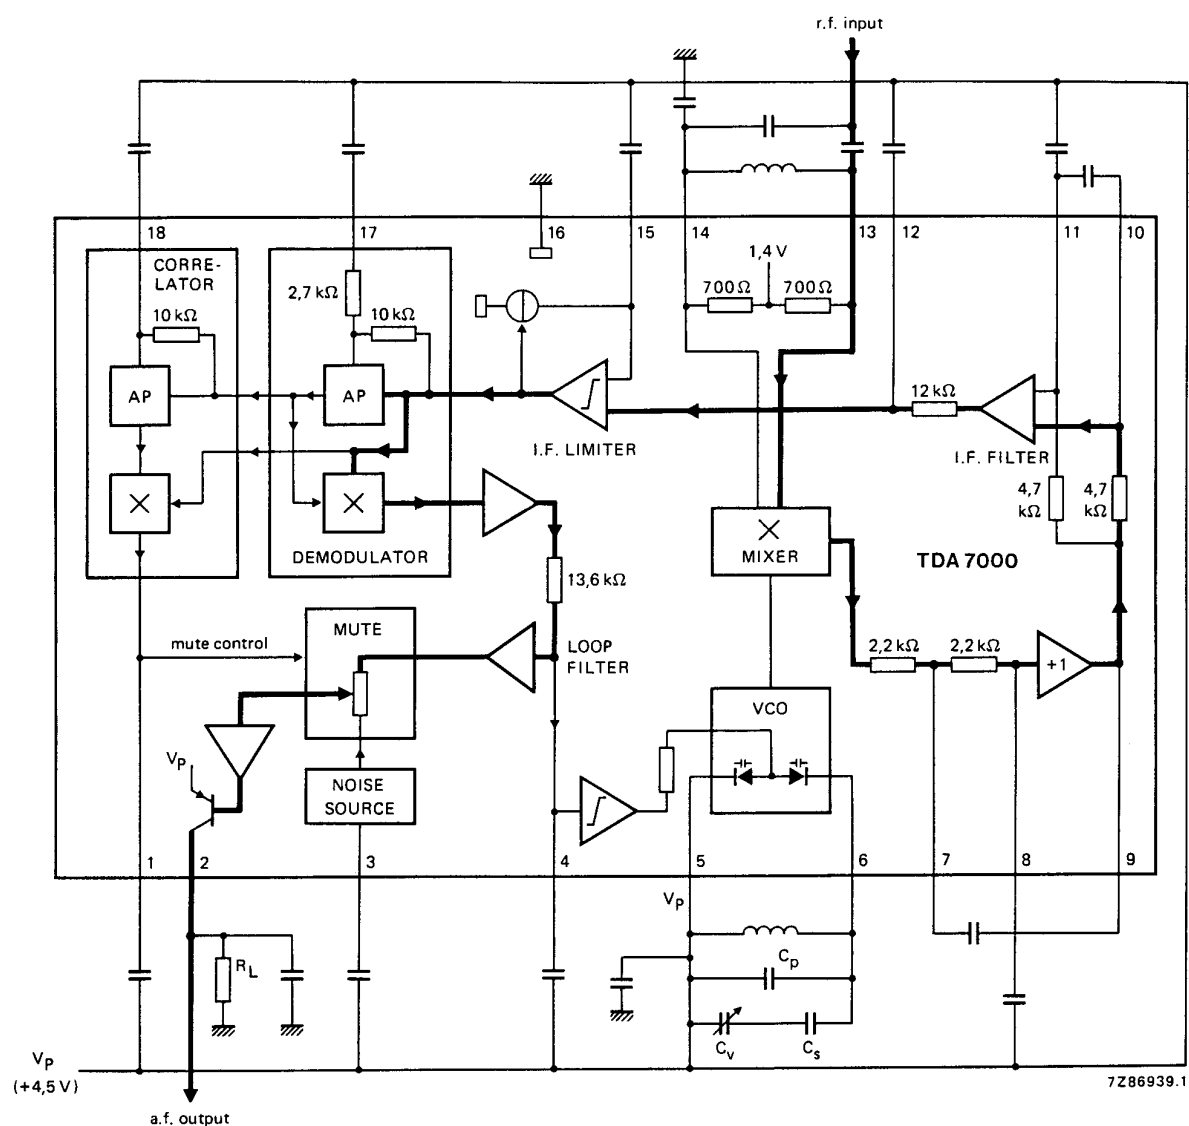 r.f. input
18
17
16
15
14
13
12
11
10
CORRE-
LATOR
2,7 kΩ
1,4 V
700 Ω
700 Ω
10 kΩ
10 kΩ
AP
AP
12 kΩ
I.F. LIMITER
I.F. FILTER
4,7
kΩ
4,7
kΩ
DEMODULATOR
MIXER
TDA 7000
13,6 kΩ
MUTE
mute control
LOOP
FILTER
2,2 kΩ
2,2 kΩ
+1
VCO
Vp
NOISE
SOURCE
1
2
3
4
5
6
7
8
9
Vp
RL
Cp
Cv
Cs
Vp
(+4,5 V)
7Z86939.1
a.f. output